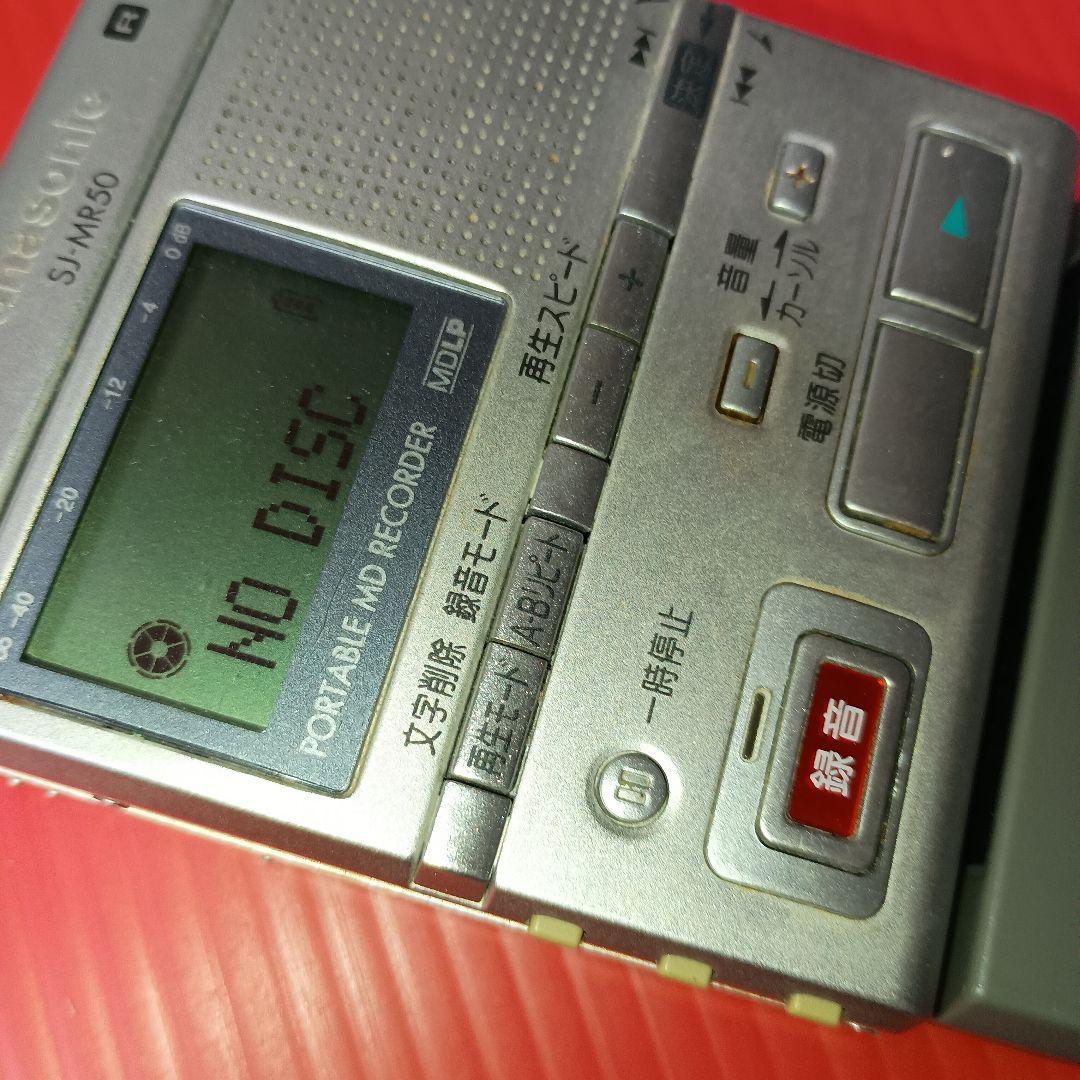 R
Panasonic
SJ-MR50
∞ -40 -20 -12 -4 0 dB
NO DISC
PORTABLE MD RECORDER MDLP
文字削除 録音モード 再生スピード
再生モード A-Bリピート - + 決定
一時停止
音量
- +
カーソル
電源切
録音